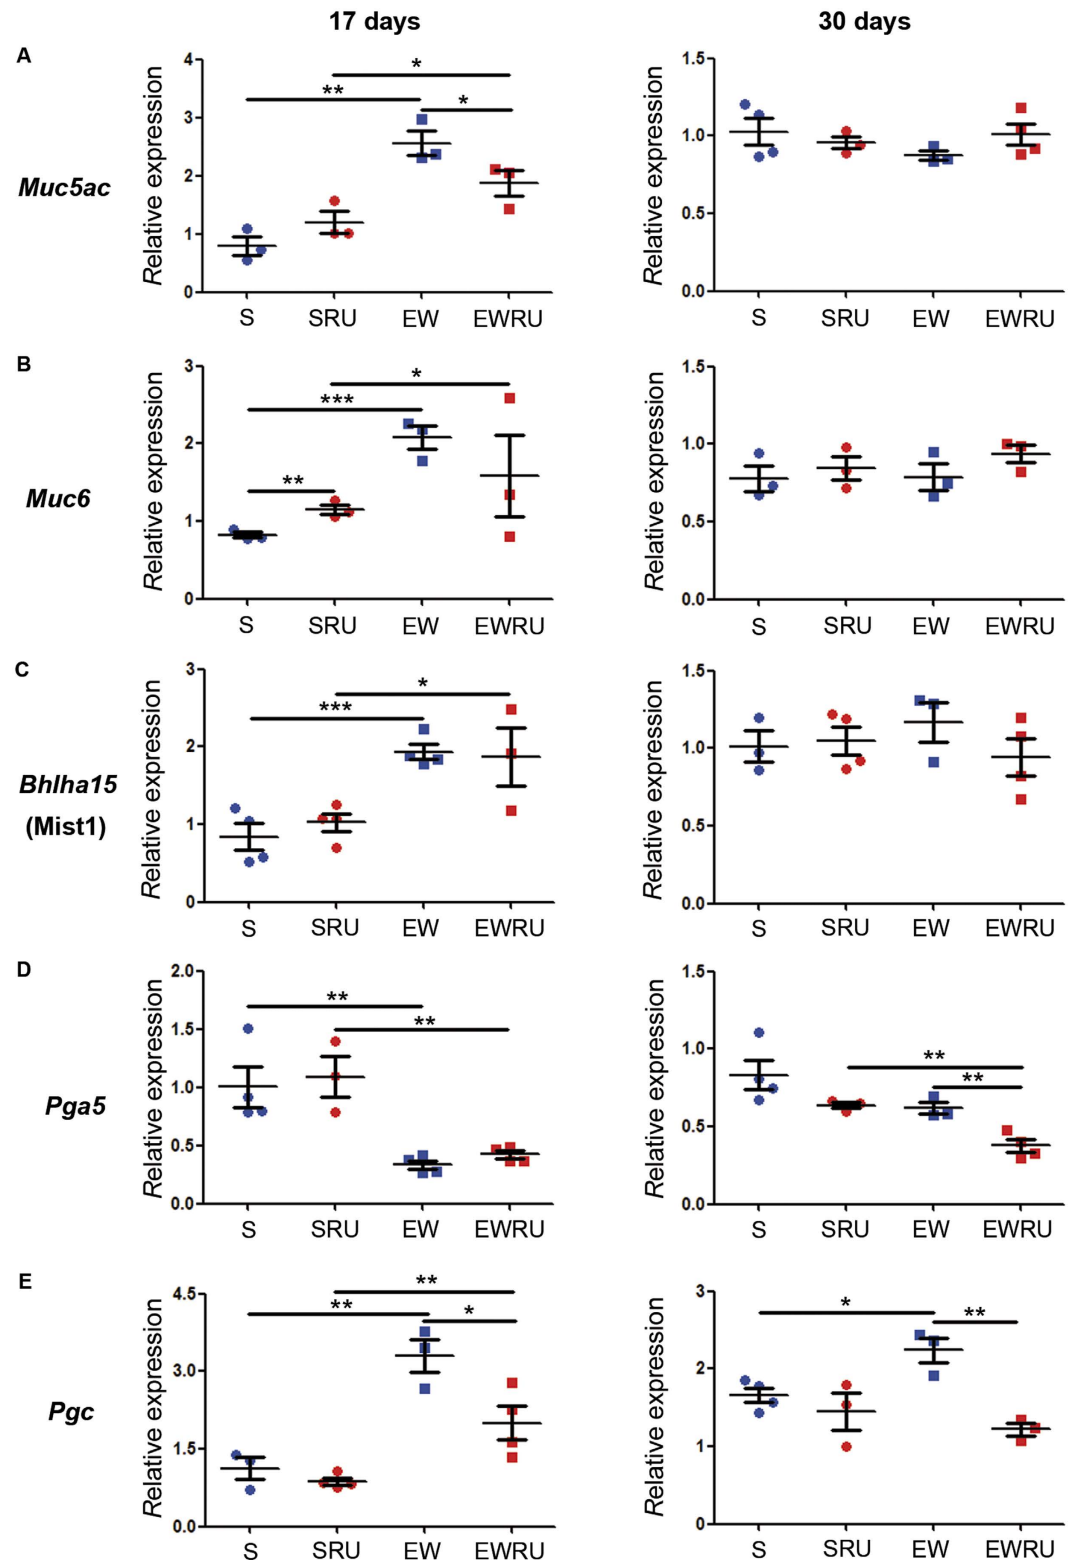 17 days
30 days
A
Muc5ac
Relative expression
4
3
2
1
0
**
*
*
S
SRU
EW
EWRU
Relative expression
1.5
1.0
0.5
0.0
S
SRU
EW
EWRU
B
Muc6
Relative expression
3
2
1
0
*
***
**
S
SRU
EW
EWRU
Relative expression
1.5
1.0
0.5
0.0
S
SRU
EW
EWRU
C
Bhlha15
(Mist1)
Relative expression
3
2
1
0
*
***
S
SRU
EW
EWRU
Relative expression
1.5
1.0
0.5
0.0
S
SRU
EW
EWRU
D
Pga5
Relative expression
2.0
1.5
1.0
0.5
0.0
**
**
S
SRU
EW
EWRU
Relative expression
1.5
1.0
0.5
0.0
**
**
S
SRU
EW
EWRU
E
Pgc
Relative expression
4.5
3.0
1.5
0.0
**
**
*
S
SRU
EW
EWRU
Relative expression
3
2
1
0
*
**
S
SRU
EW
EWRU